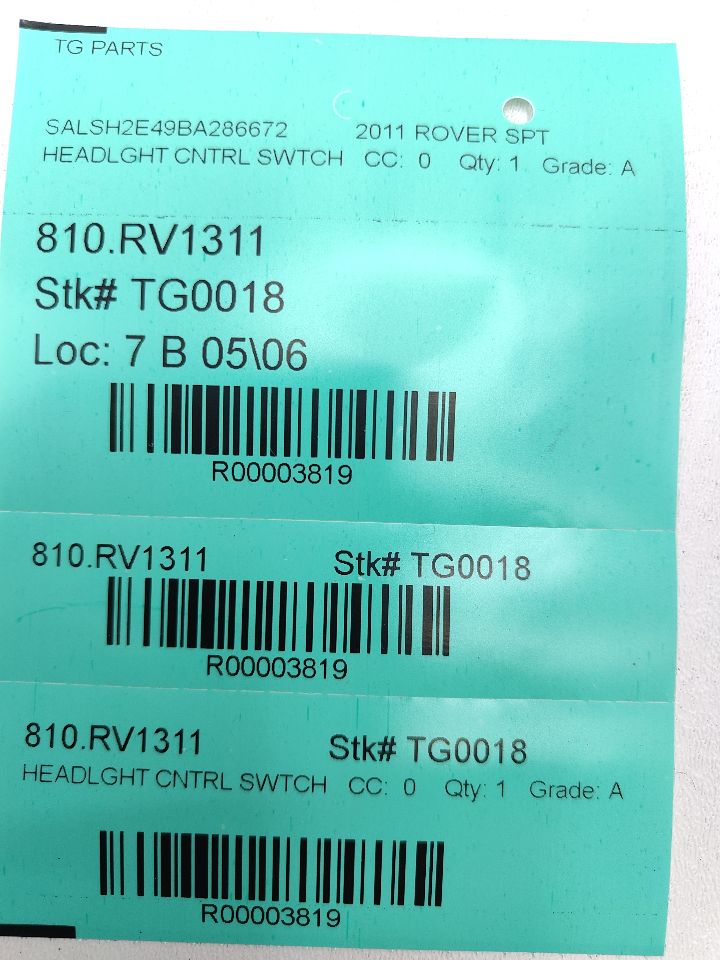 TG PARTS
SALSH2E49BA286672 2011 ROVER SPT
HEADLGHT CNTRL SWTCH CC: 0 Qty: 1 Grade: A
810.RV1311
Stk# TG0018
Loc: 7 B 05\06
R00003819
810.RV1311 Stk# TG0018
R00003819
810.RV1311 Stk# TG0018
HEADLGHT CNTRL SWTCH CC: 0 Qty: 1 Grade: A
R00003819